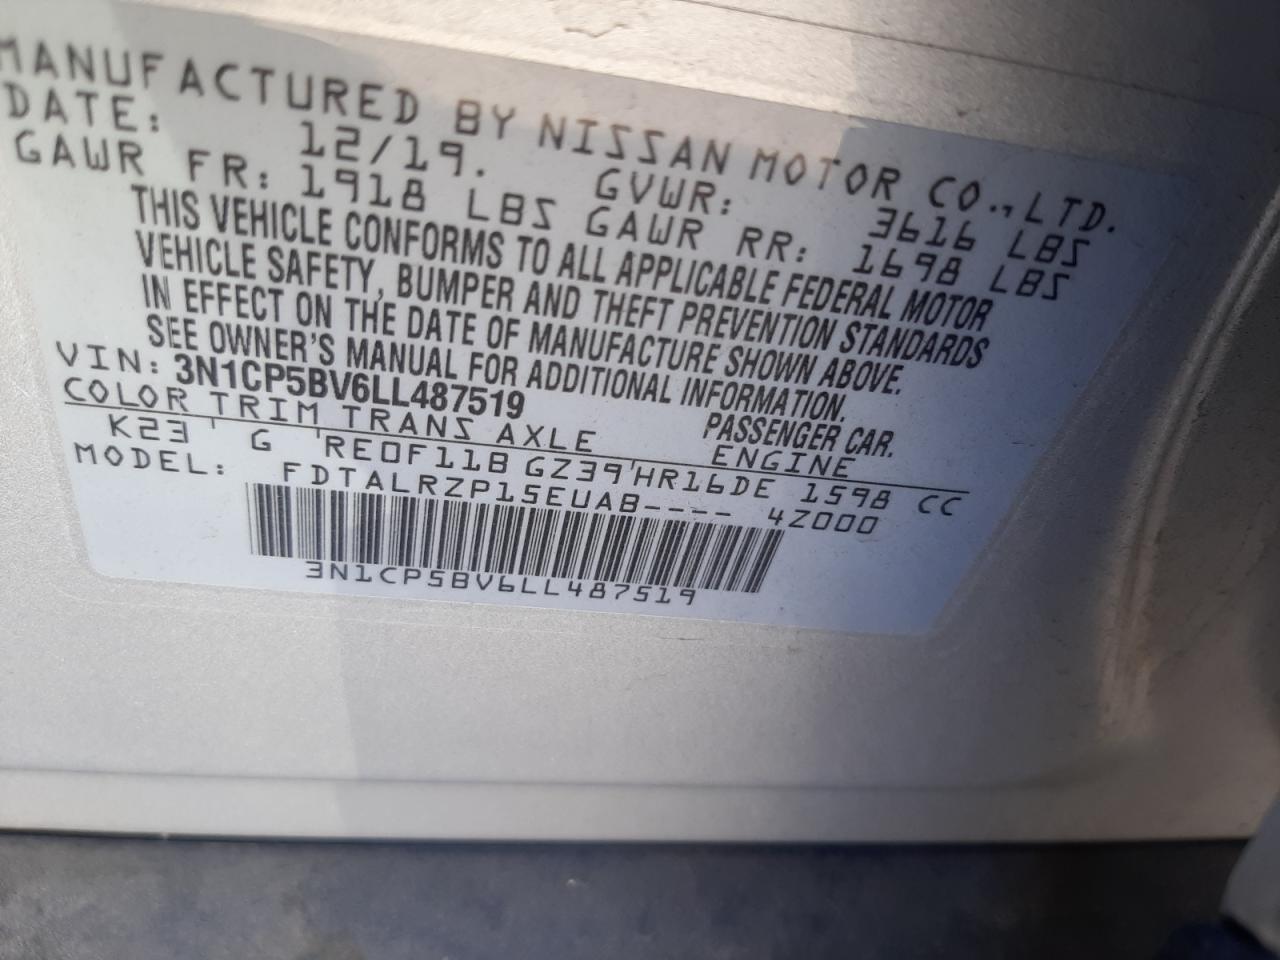 MANUFACTURED BY NISSAN MOTOR CO., LTD.
DATE: 12/19. GVWR: 3616 LBS
GAWR FR: 1918 LBS GAWR RR: 1698 LBS
THIS VEHICLE CONFORMS TO ALL APPLICABLE FEDERAL MOTOR
VEHICLE SAFETY, BUMPER AND THEFT PREVENTION STANDARDS
IN EFFECT ON THE DATE OF MANUFACTURE SHOWN ABOVE.
SEE OWNER'S MANUAL FOR ADDITIONAL INFORMATION.
VIN: 3N1CP5BV6LL487519 PASSENGER CAR.
COLOR TRIM TRANS AXLE ENGINE
K23 G RE0F11B GZ39 HR16DE 1598 CC
MODEL: FDTALRZP15EUAB---- 4Z000
3N1CP5BV6LL487519